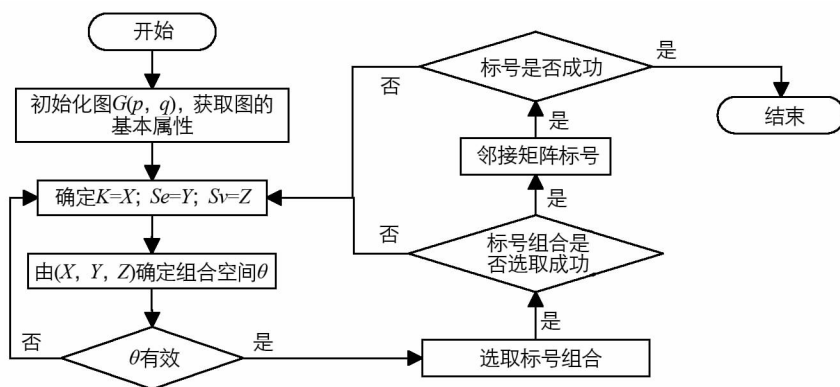 开始
初始化图G(p, q), 获取图的
基本属性
确定K=X; Se=Y; Sv=Z
由(X, Y, Z)确定组合空间θ
θ有效
否
是
选取标号组合
是
标号组合是
否选取成功
否
是
邻接矩阵标号
是
标号是否成功
否
是
结束